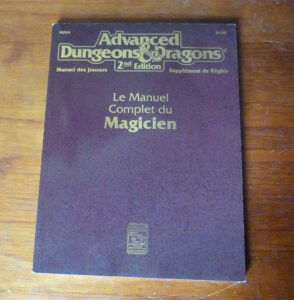 Advanced
Dungeons & Dragons®
2nd Edition
Manuel des Joueurs
Supplément de Règles
Le Manuel
Complet du
Magicien